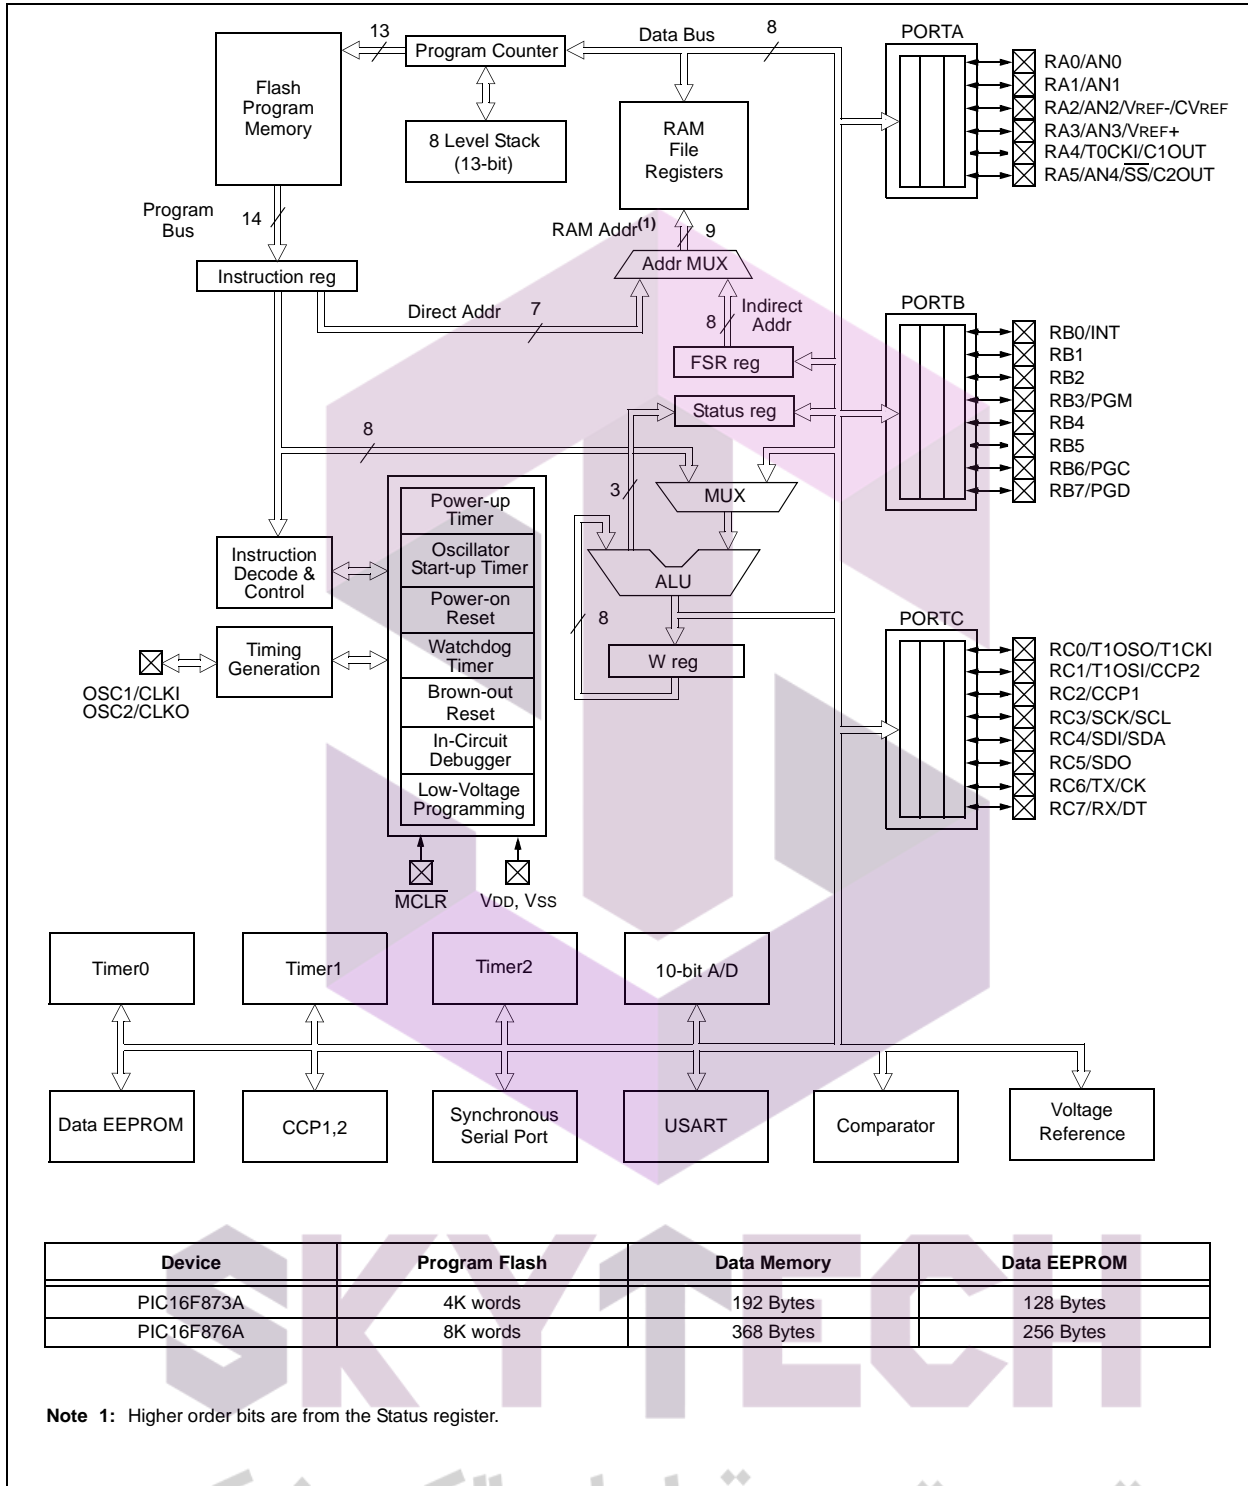 13
Program Counter
Data Bus
8
PORTA
Flash
Program
Memory
8 Level Stack
(13-bit)
RAM
File
Registers
RA0/AN0
RA1/AN1
RA2/AN2/VREF-/CVREF
RA3/AN3/VREF+
RA4/T0CKI/C1OUT
RA5/AN4/SS/C2OUT
Program
Bus
14
RAM Addr(1)
9
Addr MUX
Instruction reg
Direct Addr
7
8
Indirect
Addr
FSR reg
Status reg
PORTB
RB0/INT
RB1
RB2
RB3/PGM
RB4
RB5
RB6/PGC
RB7/PGD
8
3
MUX
ALU
8
W reg
Power-up
Timer
Oscillator
Start-up Timer
Power-on
Reset
Watchdog
Timer
Brown-out
Reset
In-Circuit
Debugger
Low-Voltage
Programming
Instruction
Decode &
Control
Timing
Generation
OSC1/CLKI
OSC2/CLKO
MCLR
VDD, VSS
PORTC
RC0/T1OSO/T1CKI
RC1/T1OSI/CCP2
RC2/CCP1
RC3/SCK/SCL
RC4/SDI/SDA
RC5/SDO
RC6/TX/CK
RC7/RX/DT
Timer0
Timer1
Timer2
10-bit A/D
Data EEPROM
CCP1,2
Synchronous
Serial Port
USART
Comparator
Voltage
Reference
SKYTECH
Device Program Flash Data Memory Data EEPROM
PIC16F873A 4K words 192 Bytes 128 Bytes
PIC16F876A 8K words 368 Bytes 256 Bytes
Note 1: Higher order bits are from the Status register.